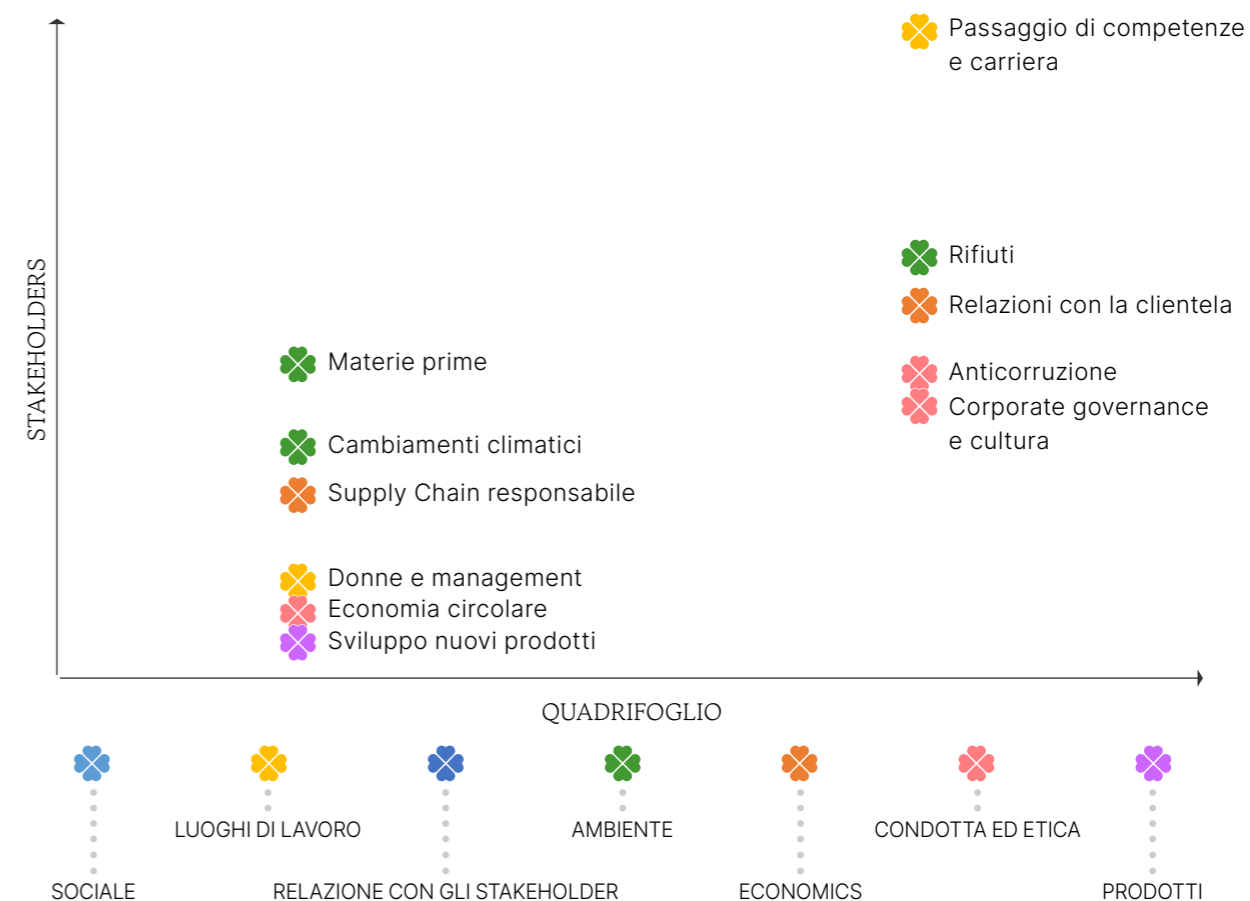 Passaggio di competenze
e carriera
STAKEHOLDERS
Rifiuti
Relazioni con la clientela
Materie prime
Anticorruzione
Corporate governance
e cultura
Cambiamenti climatici
Supply Chain responsabile
Donne e management
Economia circolare
Sviluppo nuovi prodotti
QUADRIFOGLIO
LUOGHI DI LAVORO
AMBIENTE
CONDOTTA ED ETICA
SOCIALE
RELAZIONE CON GLI STAKEHOLDER
ECONOMICS
PRODOTTI